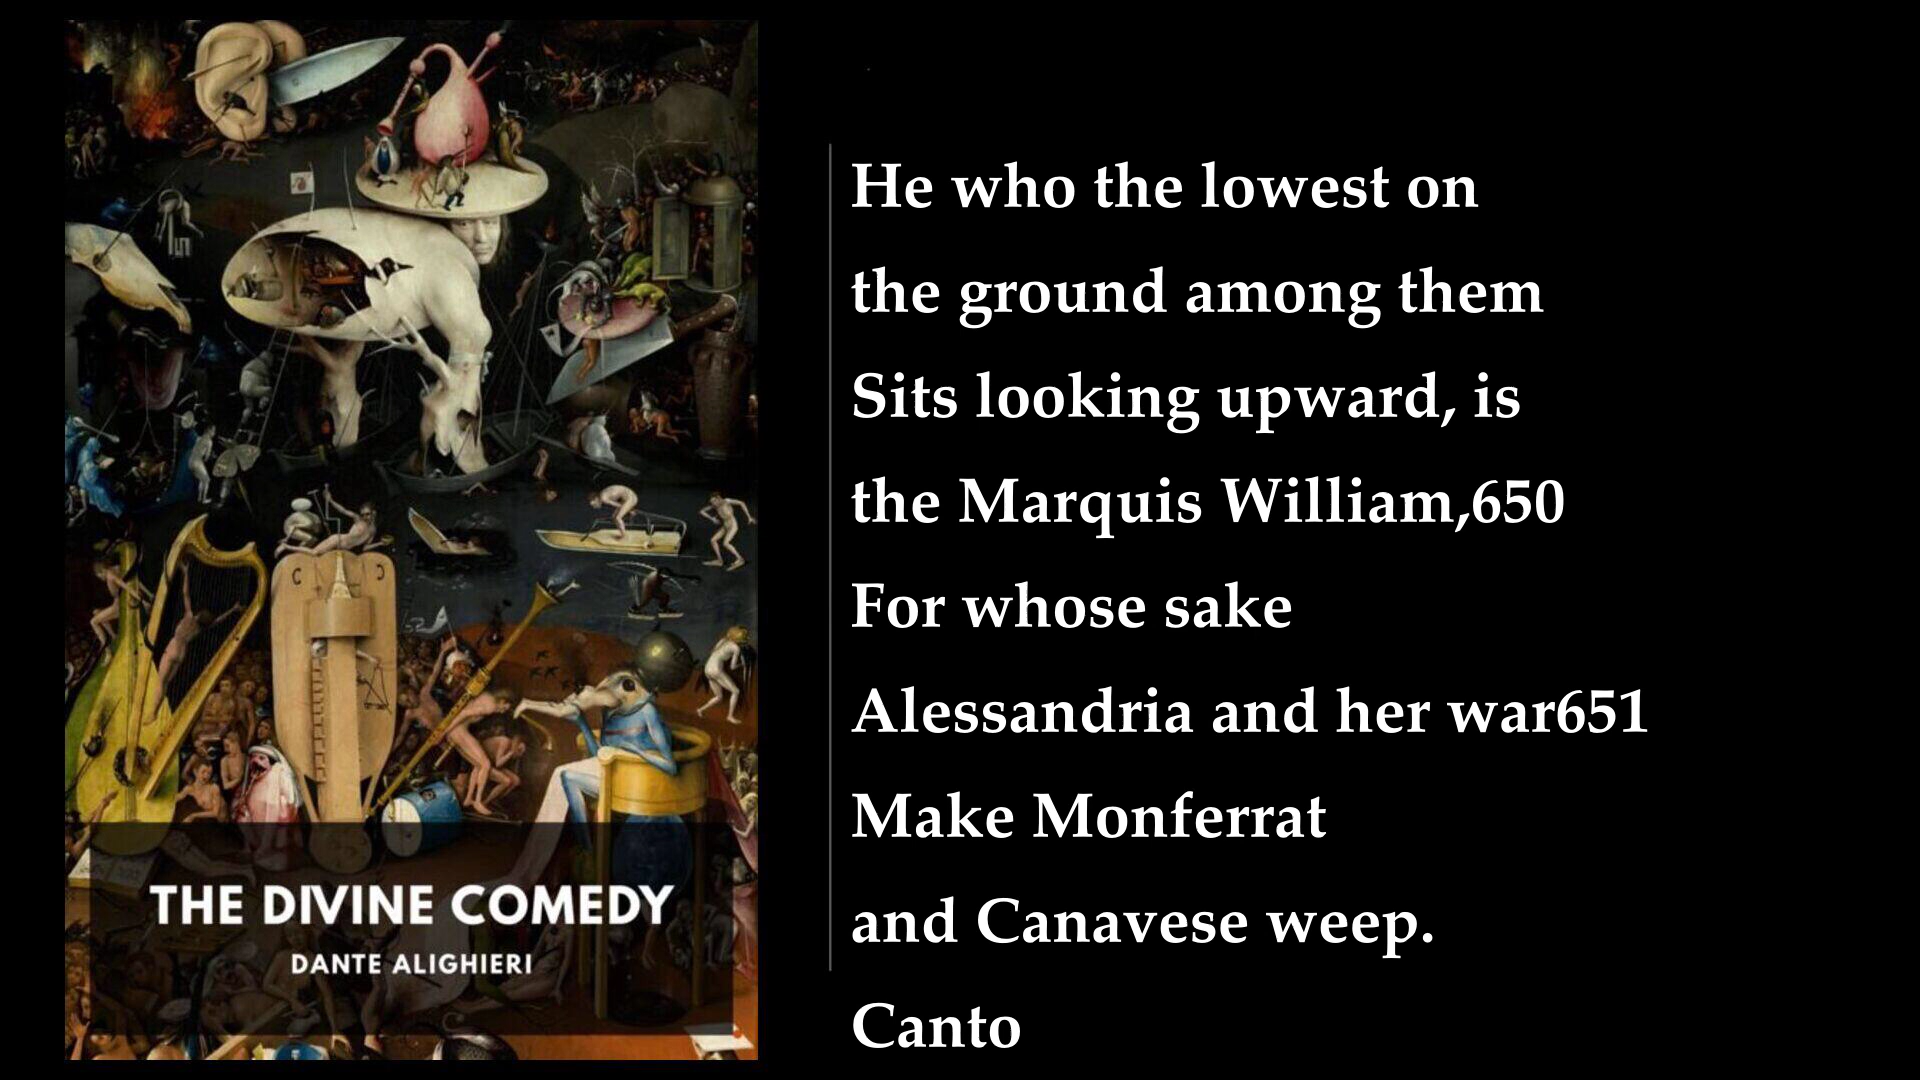 THE DIVINE COMEDY
DANTE ALIGHIERI
He who the lowest on
the ground among them
Sits looking upward, is
the Marquis William,650
For whose sake
Alessandria and her war651
Make Monferrat
and Canavese weep.
Canto